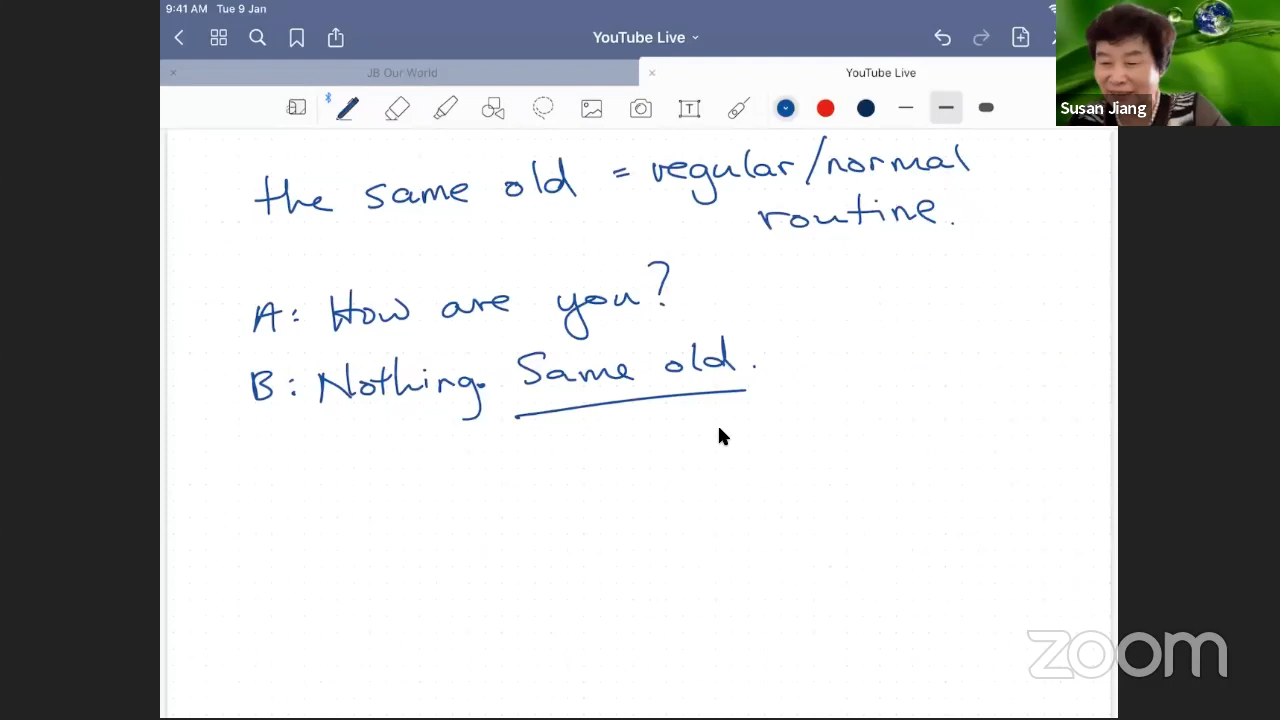 9:41 AM Tue 9 Jan
YouTube Live
JB Our World
YouTube Live
T
Susan Jiang
the same old = regular/normal
routine.
A: How are you?
B: Nothing. Same old.
zoom